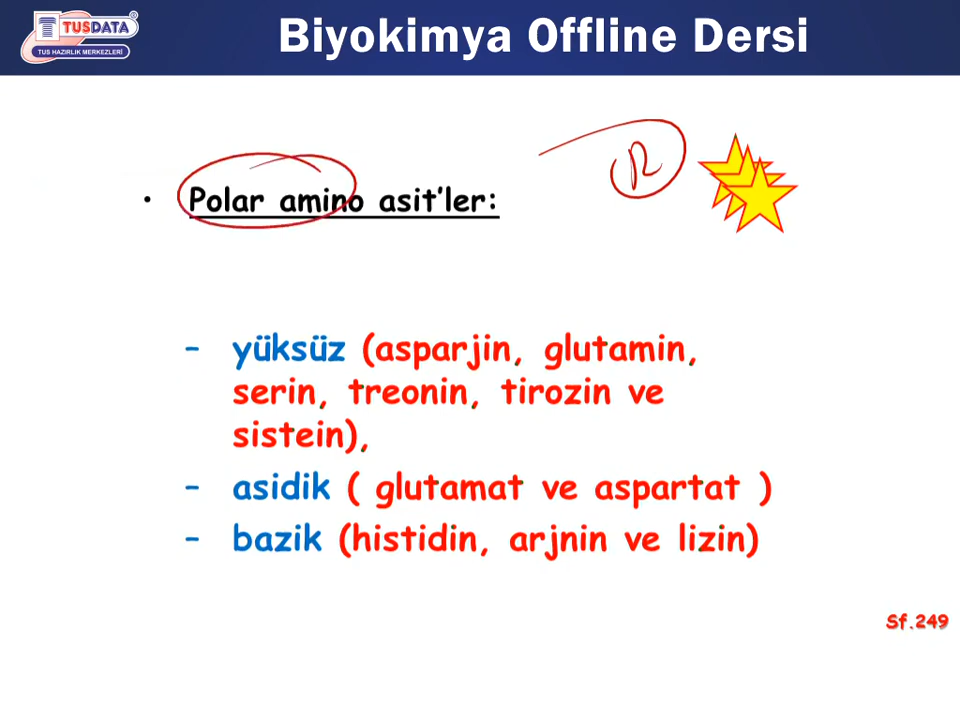 TUSDATA
TUS HAZIRLIK MERKEZLERİ
Biyokimya Offline Dersi
R
• Polar amino asit’ler:
– yüksüz (asparjin, glutamin,
serin, treonin, tirozin ve
sistein),
– asidik ( glutamat ve aspartat )
– bazik (histidin, arjnin ve lizin)
Sf.249